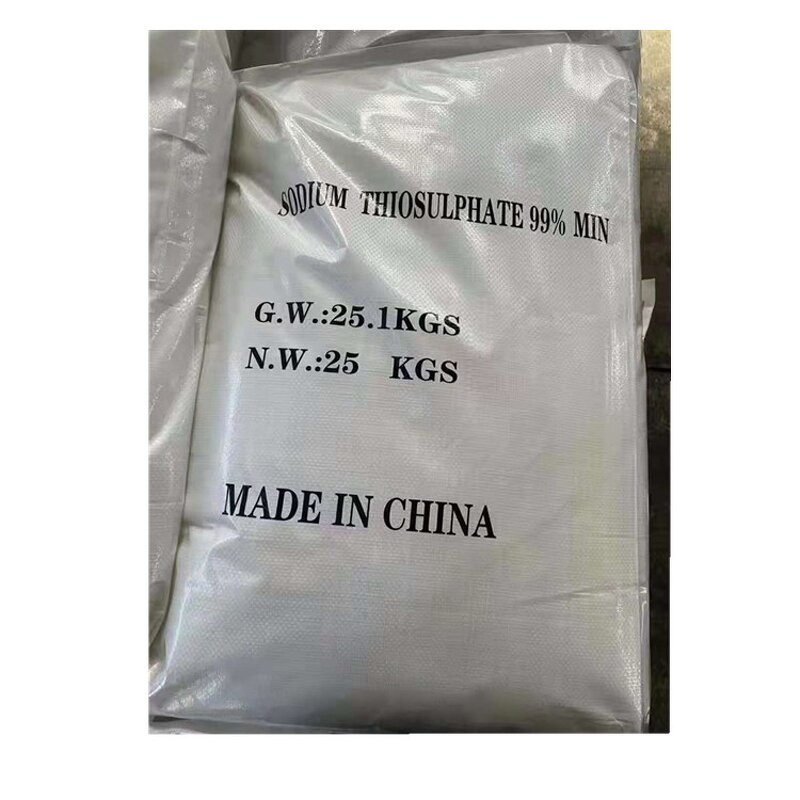 SODIUM THIOSULPHATE 99% MIN
G.W.:25.1KGS
N.W.:25 KGS
MADE IN CHINA